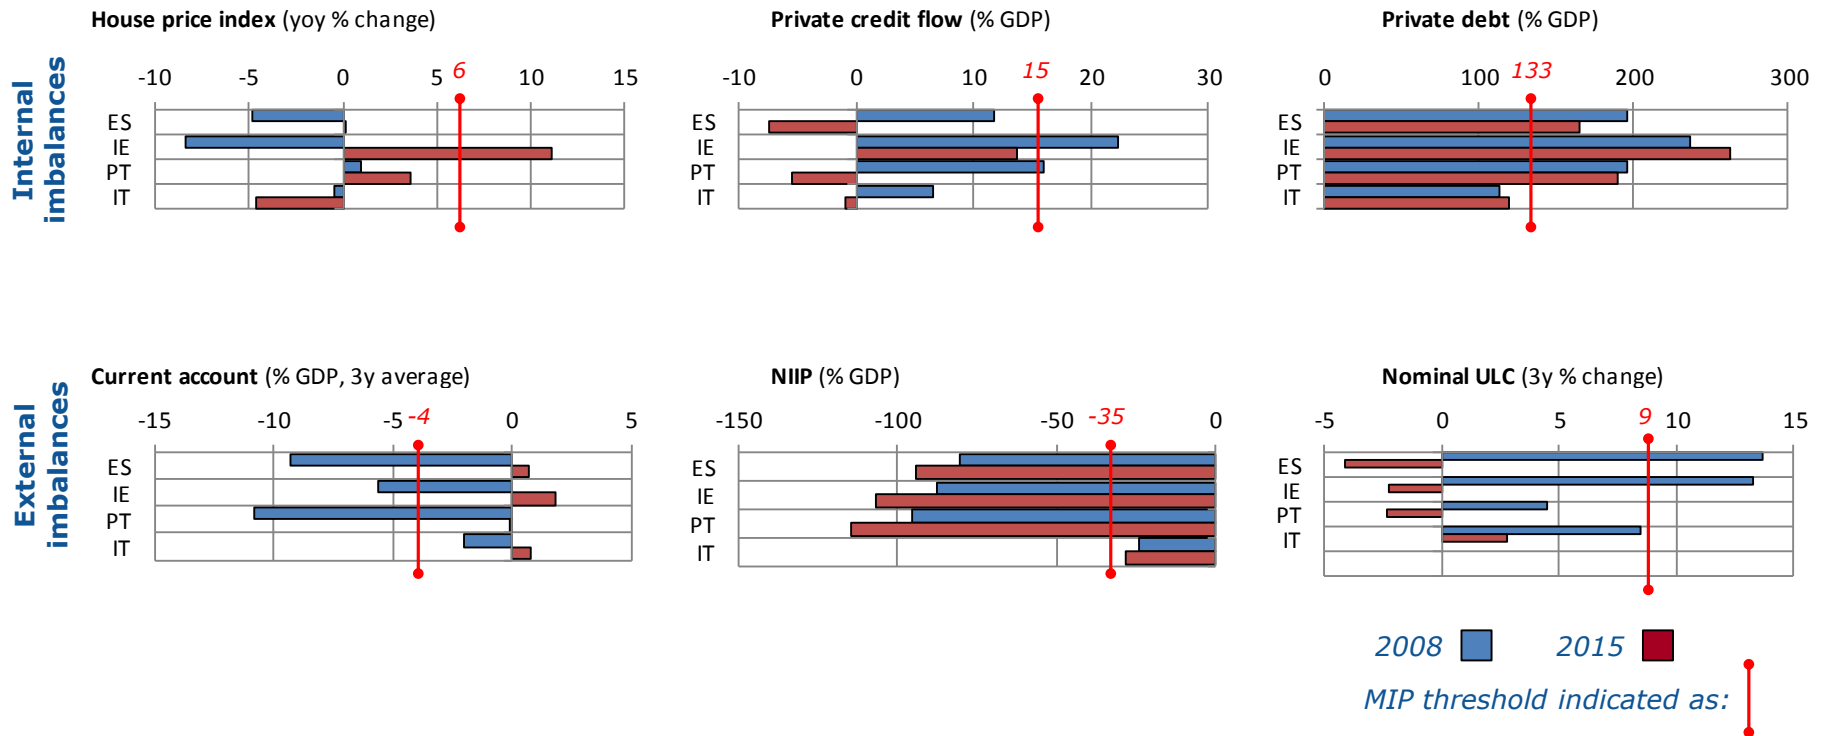 House price index (yoy % change)
-10 -5 0 5 6 10 15
ES
IE
PT
IT
Private credit flow (% GDP)
-10 0 10 15 20 30
ES
IE
PT
IT
Private debt (% GDP)
0 100 133 200 300
ES
IE
PT
IT
Internal
imbalances
Current account (% GDP, 3y average)
-15 -10 -5 -4 0 5
ES
IE
PT
IT
NIIP (% GDP)
-150 -100 -50 -35 0
ES
IE
PT
IT
Nominal ULC (3y % change)
-5 0 5 9 10 15
ES
IE
PT
IT
External
imbalances
2008 2015
MIP threshold indicated as: